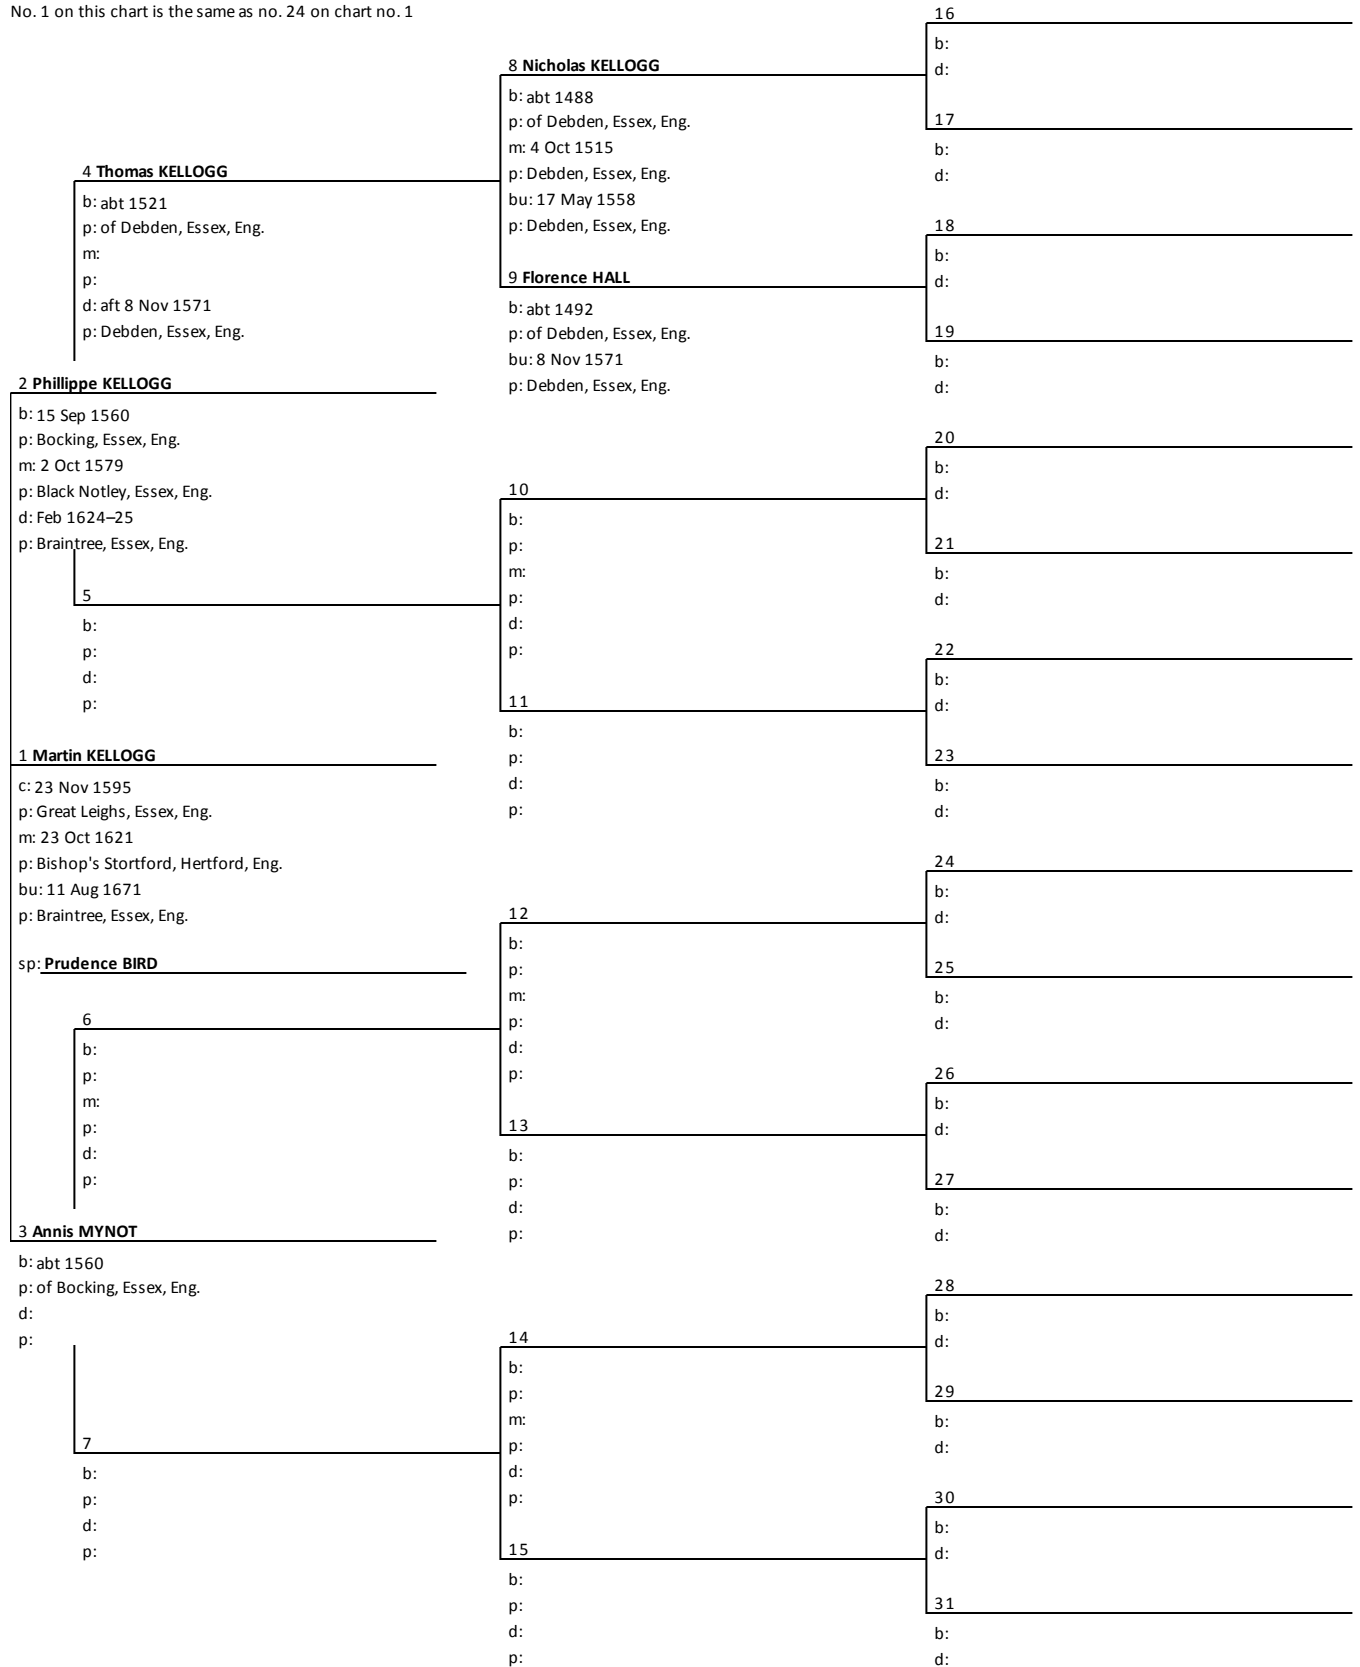 No. 1 on this chart is the same as no. 24 on chart no. 1
4 Thomas KELLOGG
b: abt 1521
p: of Debden, Essex, Eng.
m:
p:
d: aft 8 Nov 1571
p: Debden, Essex, Eng.
2 Phillippe KELLOGG
b: 15 Sep 1560
p: Bocking, Essex, Eng.
m: 2 Oct 1579
p: Black Notley, Essex, Eng.
d: Feb 1624–25
p: Braintree, Essex, Eng.
5
b:
p:
d:
p:
1 Martin KELLOGG
c: 23 Nov 1595
p: Great Leighs, Essex, Eng.
m: 23 Oct 1621
p: Bishop's Stortford, Hertford, Eng.
bu: 11 Aug 1671
p: Braintree, Essex, Eng.
sp: Prudence BIRD
6
b:
p:
m:
p:
d:
p:
3 Annis MYNOT
b: abt 1560
p: of Bocking, Essex, Eng.
d:
p:
7
b:
p:
d:
p:
8 Nicholas KELLOGG
b: abt 1488
p: of Debden, Essex, Eng.
m: 4 Oct 1515
p: Debden, Essex, Eng.
bu: 17 May 1558
p: Debden, Essex, Eng.
9 Florence HALL
b: abt 1492
p: of Debden, Essex, Eng.
bu: 8 Nov 1571
p: Debden, Essex, Eng.
10
b:
p:
m:
p:
d:
p:
11
b:
p:
d:
p:
12
b:
p:
m:
p:
d:
p:
13
b:
p:
d:
p:
14
b:
p:
m:
p:
d:
p:
15
b:
p:
d:
p:
16
b:
d:
17
b:
d:
18
b:
d:
19
b:
d:
20
b:
d:
21
b:
d:
22
b:
d:
23
b:
d:
24
b:
d:
25
b:
d:
26
b:
d:
27
b:
d:
28
b:
d:
29
b:
d:
30
b:
d:
31
b:
d: